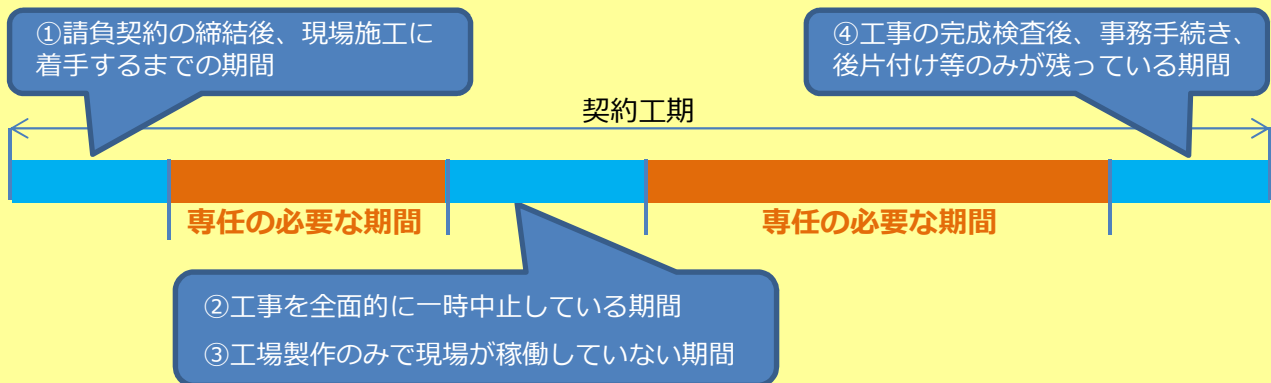 ①請負契約の締結後、現場施工に
着手するまでの期間
④工事の完成検査後、事務手続き、
後片付け等のみが残っている期間
契約工期
専任の必要な期間
専任の必要な期間
②工事を全面的に一時中止している期間
③工場製作のみで現場が稼働していない期間